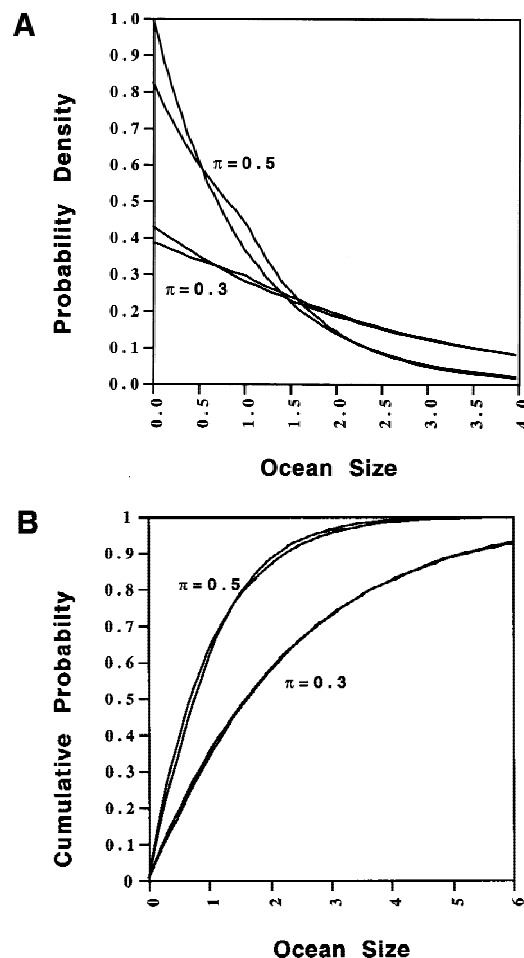 A
Probability Density
1.0
0.9
0.8
0.7
0.6
0.5
0.4
0.3
0.2
0.1
0.0
π=0.5
π=0.3
0.0 0.5 1.0 1.5 2.0 2.5 3.0 3.5 4.0
Ocean Size
B
Cumulative Probabilty
1
0.9
0.8
0.7
0.6
0.5
0.4
0.3
0.2
0.1
0
π=0.5
π=0.3
0 1 2 3 4 5 6
Ocean Size